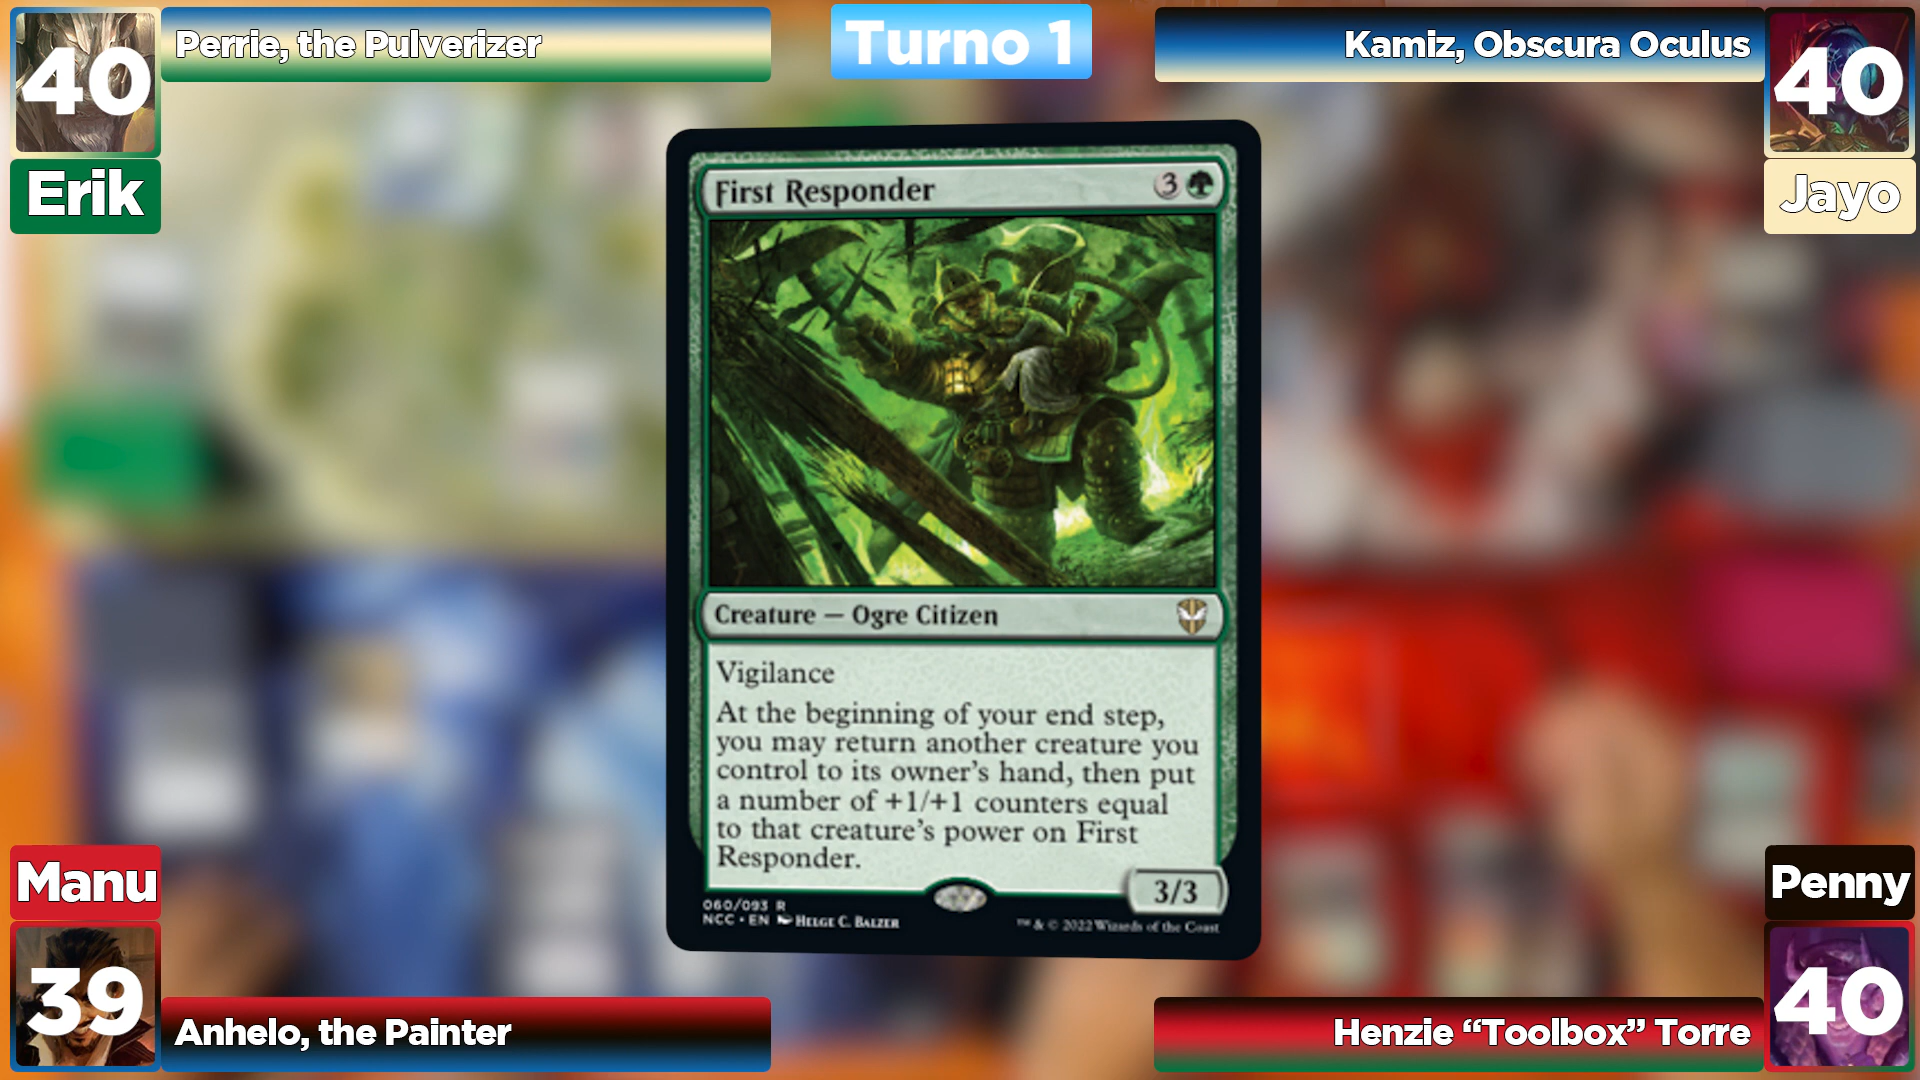 40
Perrie, the Pulverizer
Turno 1
Kamiz, Obscura Oculus
40
Erik
Jayo
First Responder
3
Creature — Ogre Citizen
Vigilance
At the beginning of your end step,
you may return another creature you
control to its owner's hand, then put
a number of +1/+1 counters equal
to that creature's power on First
Responder.
3/3
060/093 R
NCC • EN HELGE C. BALZER
™ & © 2022 Wizards of the Coast
Manu
39
Anhelo, the Painter
Penny
40
Henzie “Toolbox” Torre